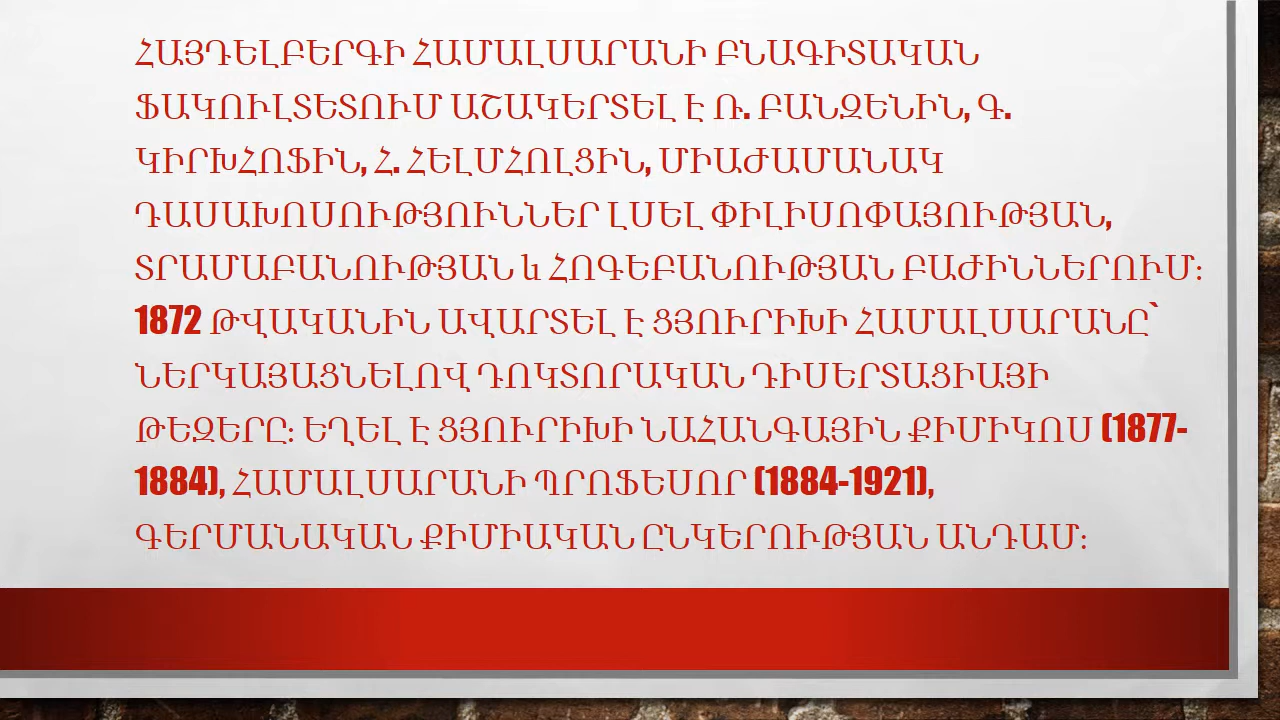 ՀԱՅԴԵԼԲԵՐԳԻ ՀԱՄԱԼՍԱՐԱՆԻ ԲՆԱԳԻՏԱԿԱՆ
ՖԱԿՈՒԼՏԵՏՈՒՄ ԱՇԱԿԵՐՏԵԼ Է Ռ. ԲԱՆԶԵՆԻՆ, Գ.
ԿԻՐԽՀՈՖԻՆ, Հ. ՀԵԼՄՀՈԼՑԻՆ, ՄԻԱԺԱՄԱՆԱԿ
ԴԱՍԱԽՈՍՈՒԹՅՈՒՆՆԵՐ ԼՍԵԼ ՓԻԼԻՍՈՓԱՅՈՒԹՅԱՆ,
ՏՐԱՄԱԲԱՆՈՒԹՅԱՆ և ՀՈԳԵԲԱՆՈՒԹՅԱՆ ԲԱԺԻՆՆԵՐՈՒՄ։
1872 ԹՎԱԿԱՆԻՆ ԱՎԱՐՏԵԼ Է ՑՅՈՒՐԻԽԻ ՀԱՄԱԼՍԱՐԱՆԸ՝
ՆԵՐԿԱՅԱՑՆԵԼՈՎ ԴՈԿՏՈՐԱԿԱՆ ԴԻՍԵՐՏԱՑԻԱՅԻ
ԹԵԶԵՐԸ։ ԵՂԵԼ Է ՑՅՈՒՐԻԽԻ ՆԱՀԱՆԳԱՅԻՆ ՔԻՄԻԿՈՍ (1877-
1884), ՀԱՄԱԼՍԱՐԱՆԻ ՊՐՈՖԵՍՈՐ (1884-1921),
ԳԵՐՄԱՆԱԿԱՆ ՔԻՄԻԱԿԱՆ ԸՆԿԵՐՈՒԹՅԱՆ ԱՆԴԱՄ։